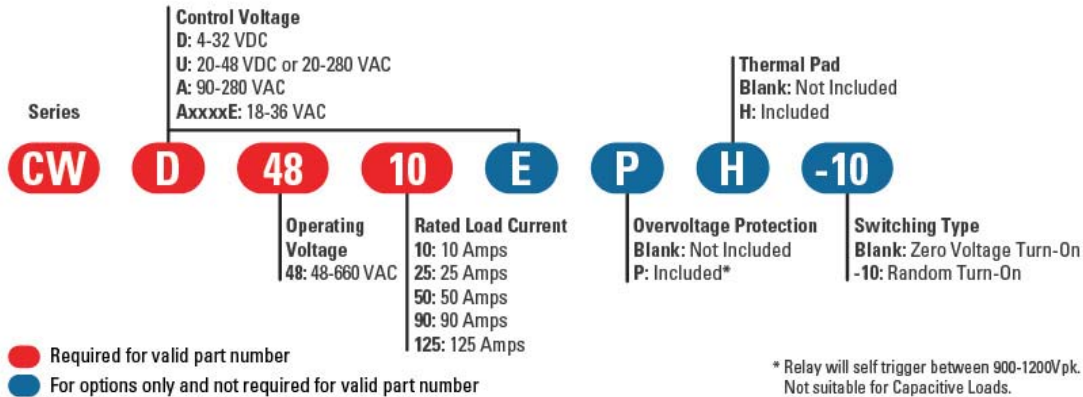 Control Voltage
D: 4-32 VDC
U: 20-48 VDC or 20-280 VAC
A: 90-280 VAC
AxxxxE: 18-36 VAC
Thermal Pad
Blank: Not Included
H: Included
Series
CW D 48 10 E P H -10
Operating
Voltage
48: 48-660 VAC
Rated Load Current
10: 10 Amps
25: 25 Amps
50: 50 Amps
90: 90 Amps
125: 125 Amps
Overvoltage Protection
Blank: Not Included
P: Included*
Switching Type
Blank: Zero Voltage Turn-On
-10: Random Turn-On
Required for valid part number
For options only and not required for valid part number
* Relay will self trigger between 900-1200Vpk.
Not suitable for Capacitive Loads.